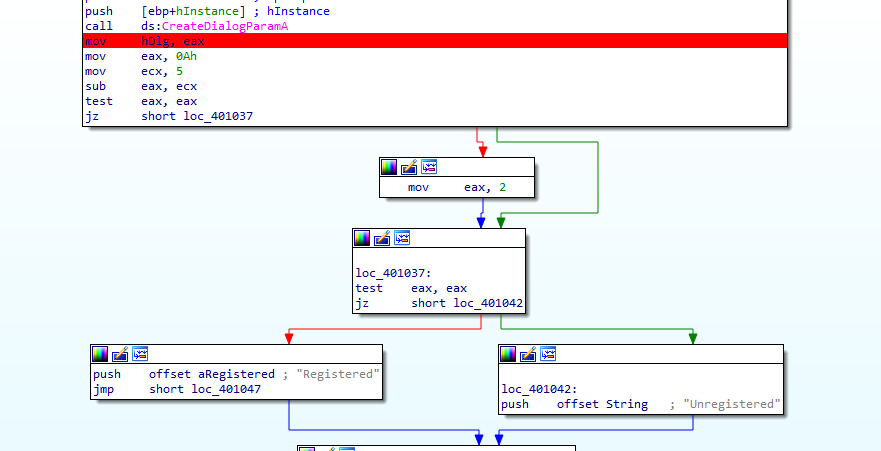 push [ebp+hInstance] ; hInstance
call ds:CreateDialogParamA
mov hDlg, eax
mov eax, 0Ah
mov ecx, 5
sub eax, ecx
test eax, eax
jz short loc_401037
mov eax, 2
loc_401037:
test eax, eax
jz short loc_401042
push offset aRegistered ; "Registered"
jmp short loc_401047
loc_401042:
push offset String ; "Unregistered"